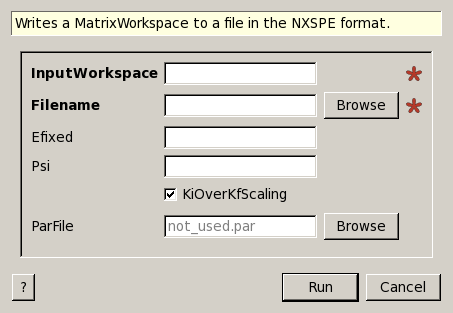 Writes a MatrixWorkspace to a file in the NXSPE format.
InputWorkspace
Filename Browse
Efixed
Psi
KiOverKfScaling
ParFile not_used.par Browse
? Run Cancel